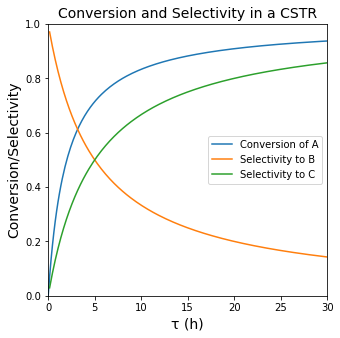 Conversion and Selectivity in a CSTR
1.0
0.8
0.6
0.4
0.2
0.0
Conversion/Selectivity
Conversion of A
Selectivity to B
Selectivity to C
0 5 10 15 20 25 30
τ (h)